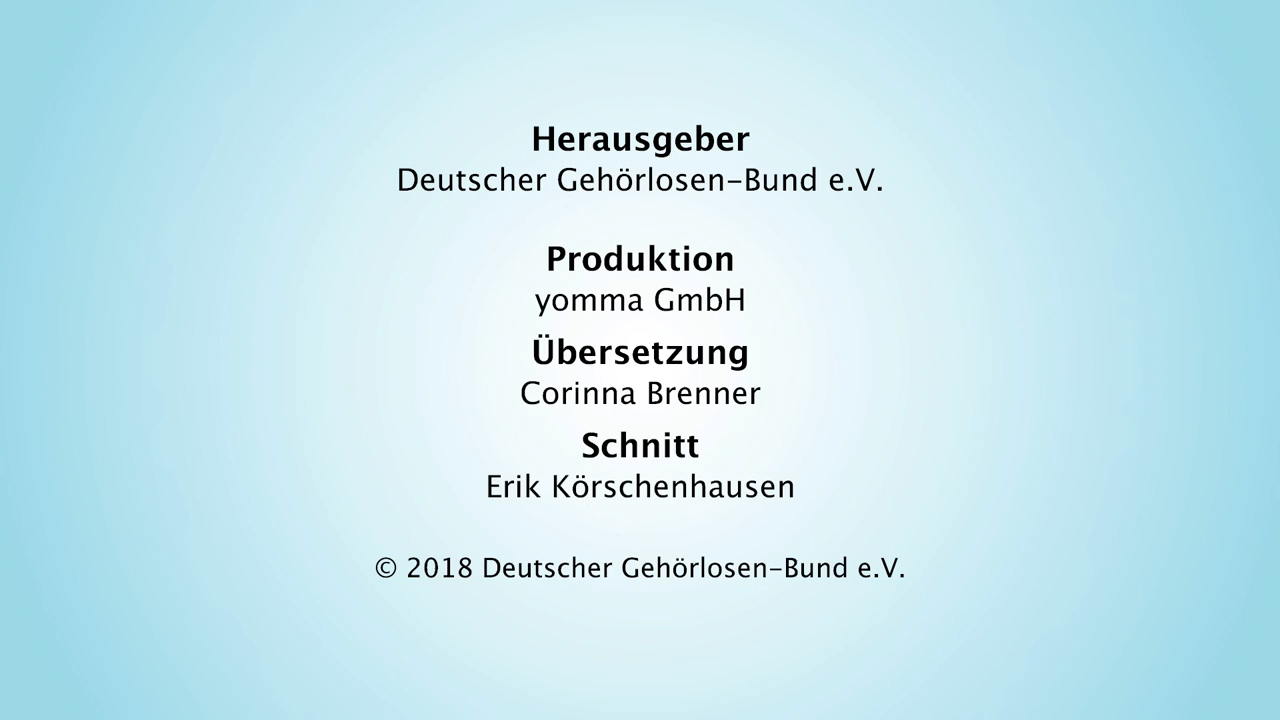 Herausgeber
Deutscher Gehörlosen-Bund e.V.
Produktion
yomma GmbH
Übersetzung
Corinna Brenner
Schnitt
Erik Körschenhausen
© 2018 Deutscher Gehörlosen-Bund e.V.